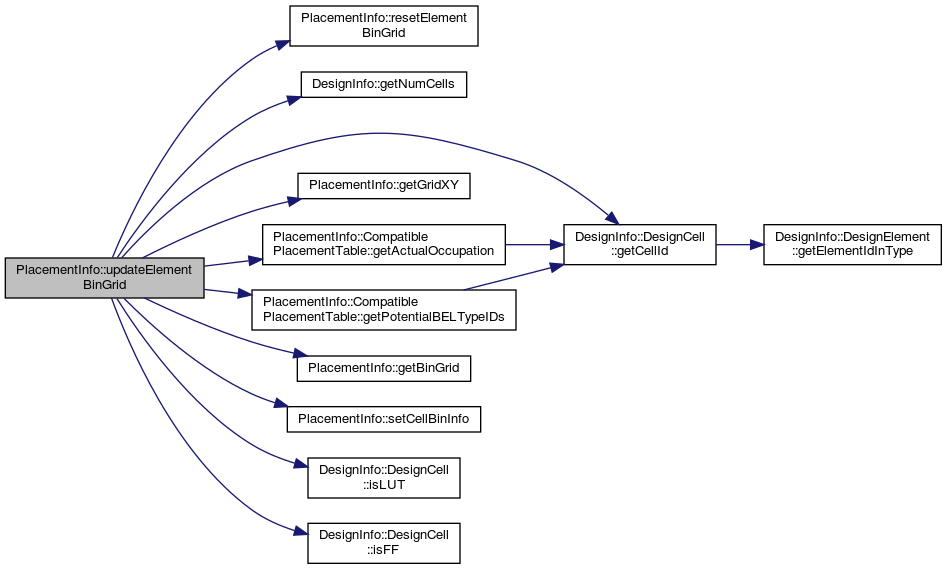 PlacementInfo::resetElement
BinGrid
DesignInfo::getNumCells
PlacementInfo::getGridXY
PlacementInfo::Compatible
PlacementTable::getActualOccupation
DesignInfo::DesignCell
::getCellId
DesignInfo::DesignElement
::getElementIdInType
PlacementInfo::updateElement
BinGrid
PlacementInfo::Compatible
PlacementTable::getPotentialBELTypeIDs
PlacementInfo::getBinGrid
PlacementInfo::setCellBinInfo
DesignInfo::DesignCell
::isLUT
DesignInfo::DesignCell
::isFF